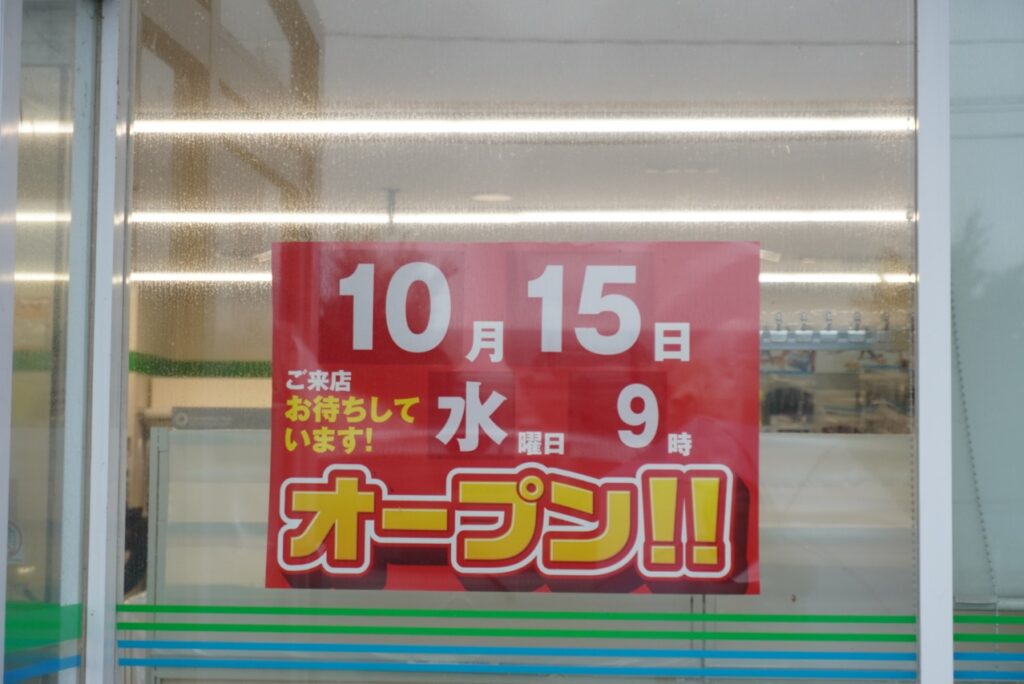 10月15日
ご来店
お待ちして
います!
水曜日9時
オープン!!